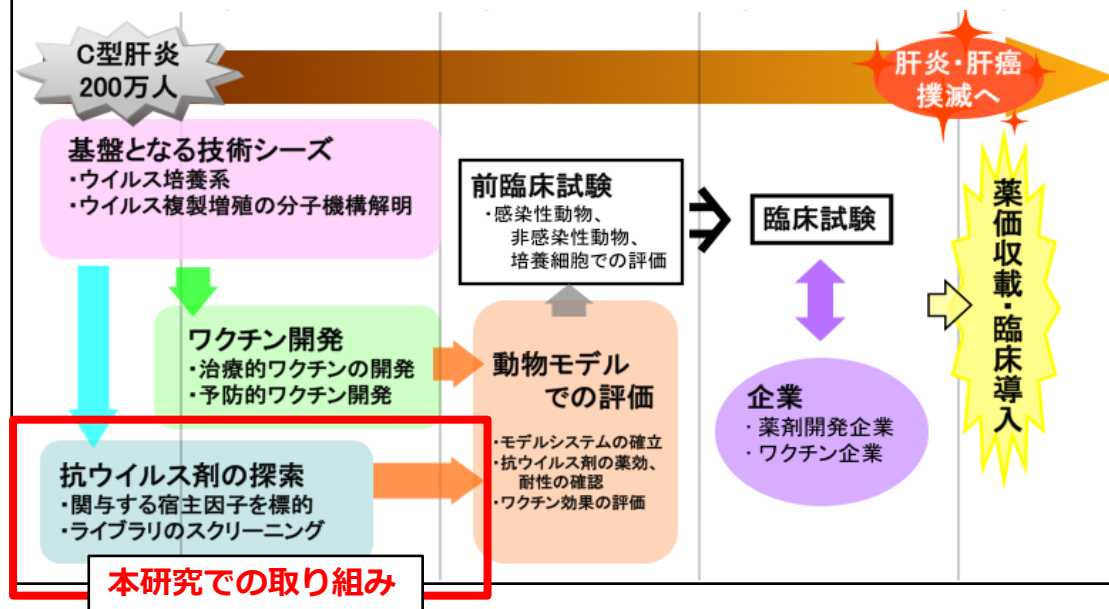 C型肝炎
200万人
肝炎・肝癌
撲滅へ
基盤となる技術シーズ
・ウイルス培養系
・ウイルス複製増殖の分子機構解明
前臨床試験
・感染性動物、
非感染性動物、
培養細胞での評価
臨床試験
薬価収載・臨床導入
ワクチン開発
・治療的ワクチンの開発
・予防的ワクチン開発
動物モデル
での評価
・モデルシステムの確立
・抗ウイルス剤の薬効、
耐性の確認
・ワクチン効果の評価
企業
・薬剤開発企業
・ワクチン企業
抗ウイルス剤の探索
・関与する宿主因子を標的
・ライブラリのスクリーニング
本研究での取り組み